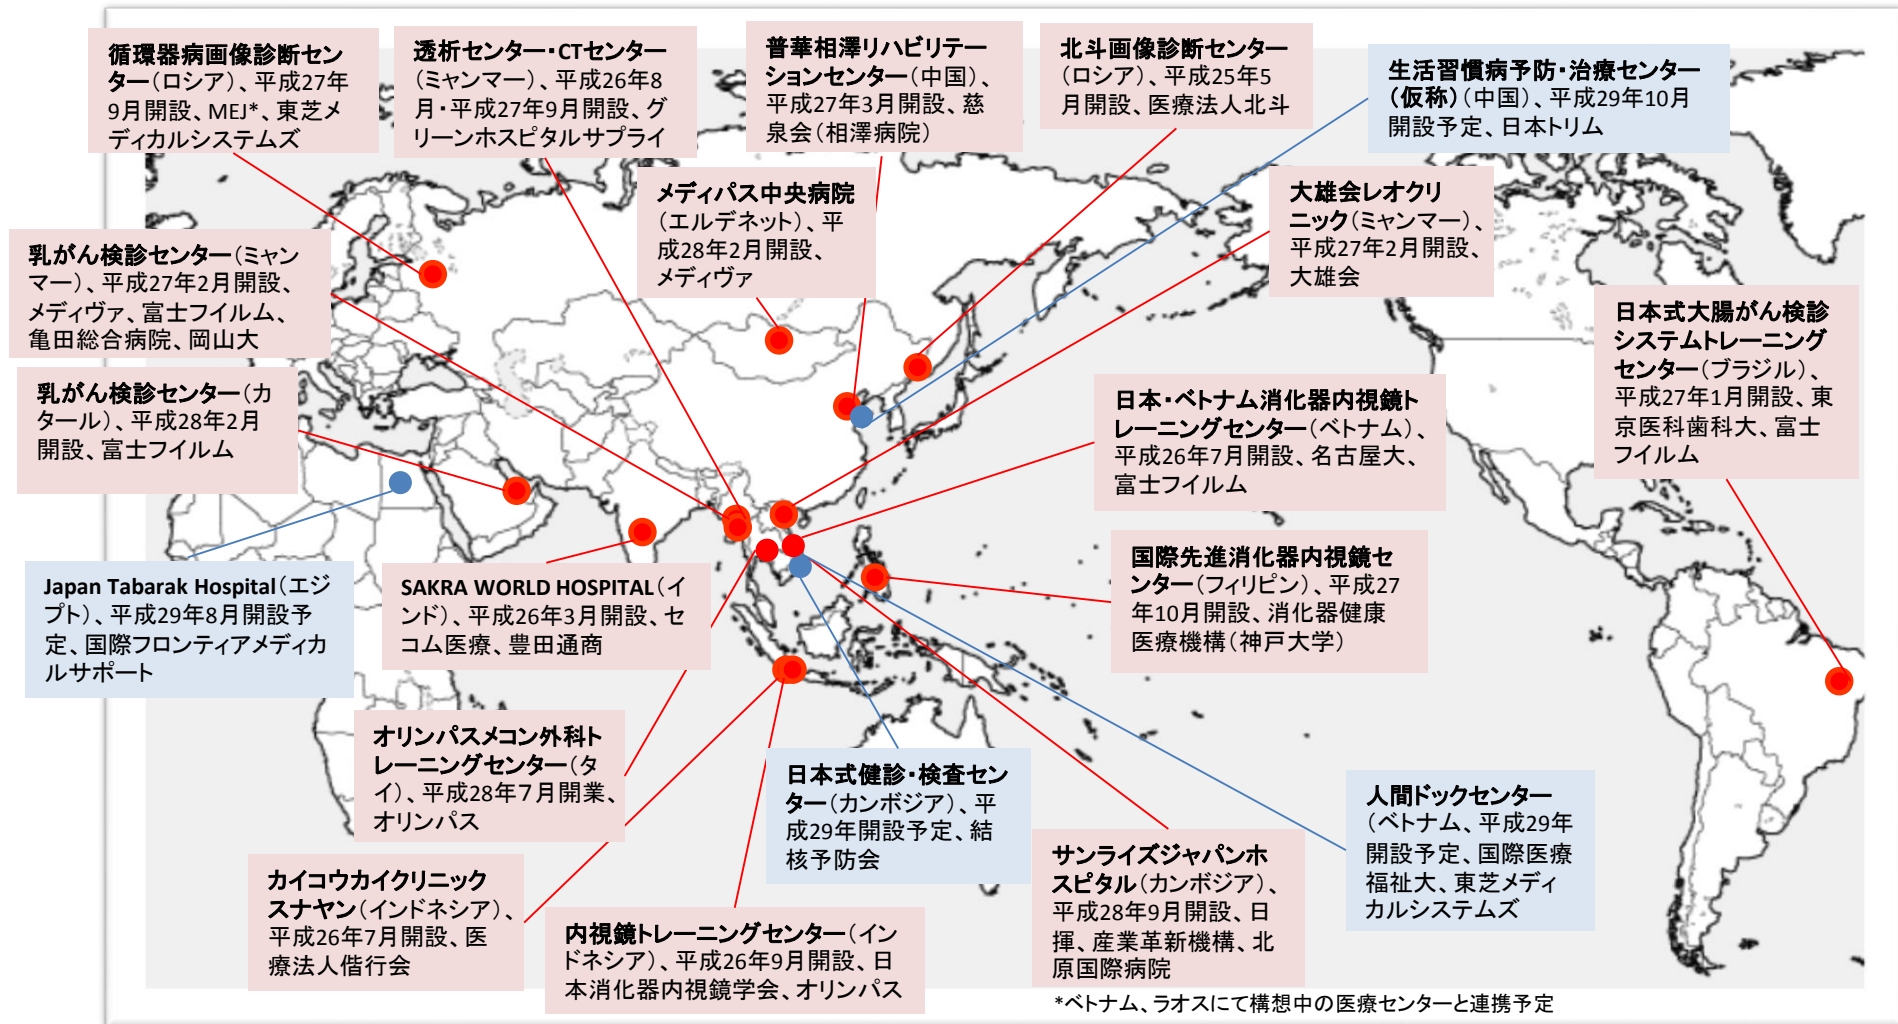 循環器病画像診断セン
ター(ロシア)、平成27年
9月開設、MEJ*、東芝メ
ディカルシステムズ
透析センター・CTセンター
(ミャンマー)、平成26年8
月・平成27年9月開設、グ
リーンホスピタルサプライ
普華相澤リハビリテー
ションセンター(中国)、
平成27年3月開設、慈
泉会(相澤病院)
北斗画像診断センター
(ロシア)、平成25年5
月開設、医療法人北斗
生活習慣病予防・治療センター
(仮称)(中国)、平成29年10月
開設予定、日本トリム
メディパス中央病院
(エルデネット)、平
成28年2月開設、
メディヴァ
大雄会レオクリ
ニック(ミャンマー)、
平成27年2月開設、
大雄会
乳がん検診センター(ミャン
マー)、平成27年2月開設、
メディヴァ、富士フイルム、
亀田総合病院、岡山大
日本式大腸がん検診
システムトレーニング
センター(ブラジル)、
平成27年1月開設、東
京医科歯科大、富士
フイルム
乳がん検診センター(カ
タール)、平成28年2月
開設、富士フイルム
日本・ベトナム消化器内視鏡ト
レーニングセンター(ベトナム)、
平成26年7月開設、名古屋大、
富士フイルム
国際先進消化器内視鏡セ
ンター(フィリピン)、平成27
年10月開設、消化器健康
医療機構(神戸大学)
Japan Tabarak Hospital(エジ
プト)、平成29年8月開設予
定、国際フロンティアメディカ
ルサポート
SAKRA WORLD HOSPITAL(イ
ンド)、平成26年3月開設、セ
コム医療、豊田通商
オリンパスメコン外科ト
レーニングセンター(タ
イ)、平成28年7月開業、
オリンパス
日本式健診・検査セン
ター(カンボジア)、平
成29年開設予定、結
核予防会
人間ドックセンター
(ベトナム、平成29年
開設予定、国際医療
福祉大、東芝メディ
カルシステムズ
サンライズジャパンホ
スピタル(カンボジア)、
平成28年9月開設、日
揮、産業革新機構、北
原国際病院
カイコウカイクリニック
スナヤン(インドネシア)、
平成26年7月開設、医
療法人偕行会
内視鏡トレーニングセンター(イン
ドネシア)、平成26年9月開設、日
本消化器内視鏡学会、オリンパス
*ベトナム、ラオスにて構想中の医療センターと連携予定